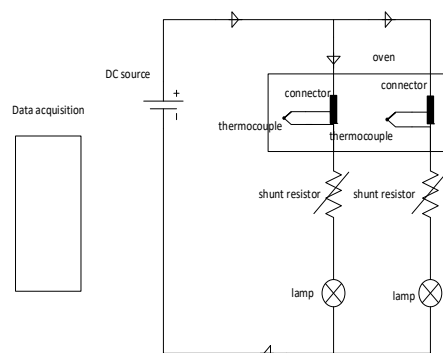 oven
DC source
+
connector
connector
Data acquisition
thermocouple
thermocouple
shunt resistor
shunt resistor
lamp
lamp